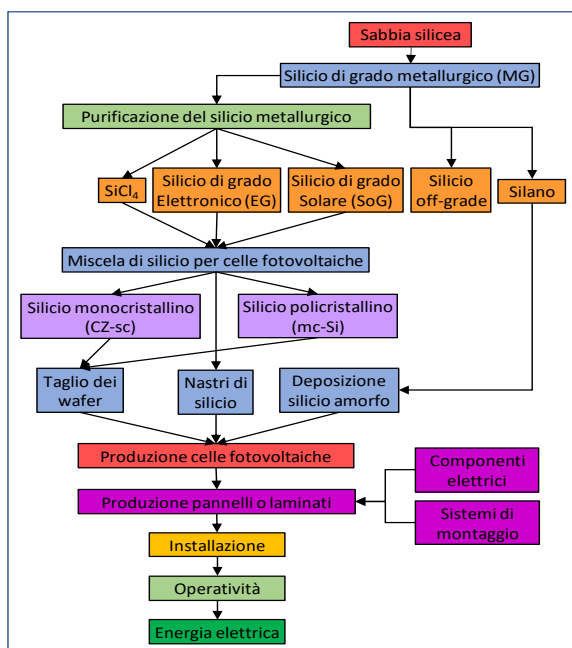 Sabbia silicea
Silicio di grado metallurgico (MG)
Purificazione del silicio metallurgico
SiCl₄
Silicio di grado
Elettronico (EG)
Silicio di grado
Solare (SoG)
Silicio
off-grade
Silano
Miscela di silicio per celle fotovoltaiche
Silicio monocristallino
(CZ-sc)
Silicio policristallino
(mc-Si)
Taglio dei
wafer
Nastri di
silicio
Deposizione
silicio amorfo
Produzione celle fotovoltaiche
Componenti
elettrici
Produzione pannelli o laminati
Sistemi di
montaggio
Installazione
Operatività
Energia elettrica